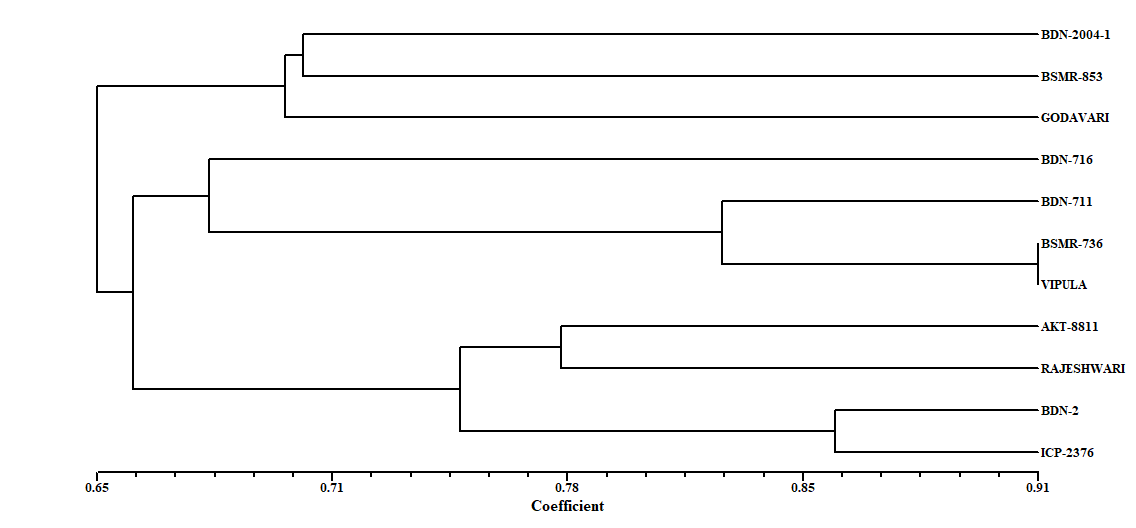 BDN-2004-1
BSMR-853
GODAVARI
BDN-716
BDN-711
BSMR-736
VIPULA
AKT-8811
RAJESHWARI
BDN-2
ICP-2376
0.65 0.71 0.78 0.85 0.91
Coefficient